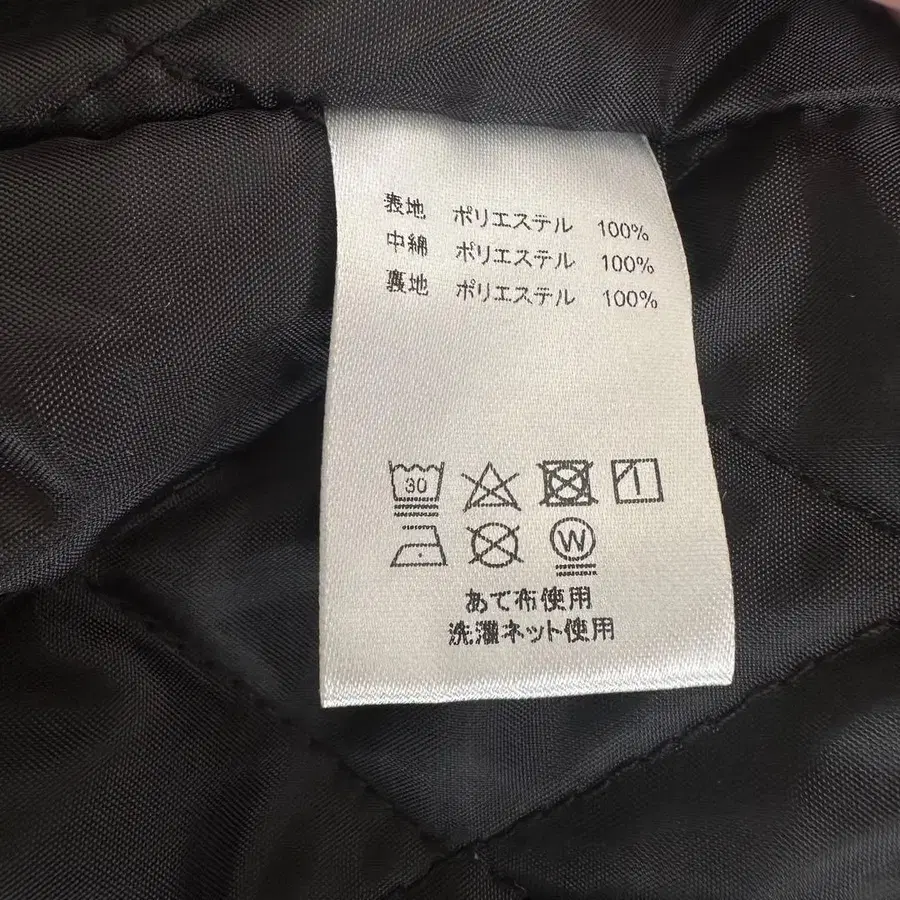 表地 ポリエステル 100%
中綿 ポリエステル 100%
裏地 ポリエステル 100%
30
W
あて布使用
洗濯ネット使用